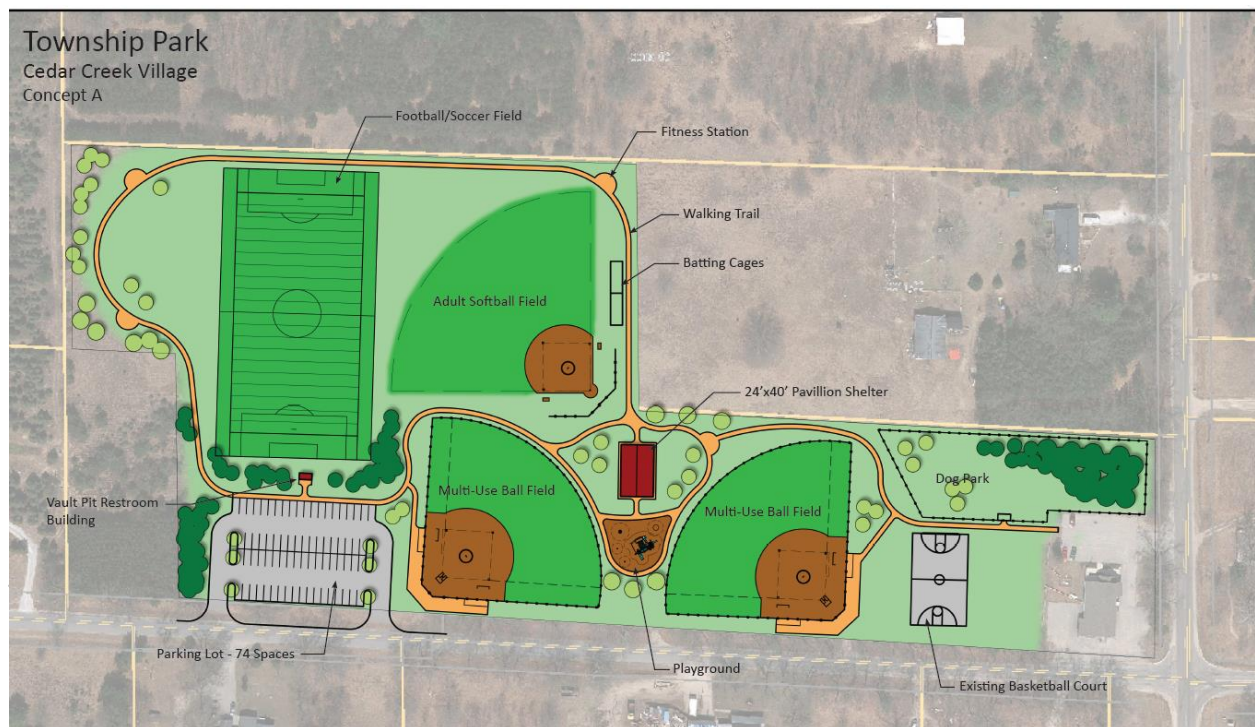 Township Park
Cedar Creek Village
Concept A
Football/Soccer Field
Fitness Station
Walking Trail
Batting Cages
Adult Softball Field
24'x40' Pavillion Shelter
Vault Pit Restroom
Building
Multi-Use Ball Field
Multi-Use Ball Field
Dog Park
Parking Lot - 74 Spaces
Playground
Existing Basketball Court